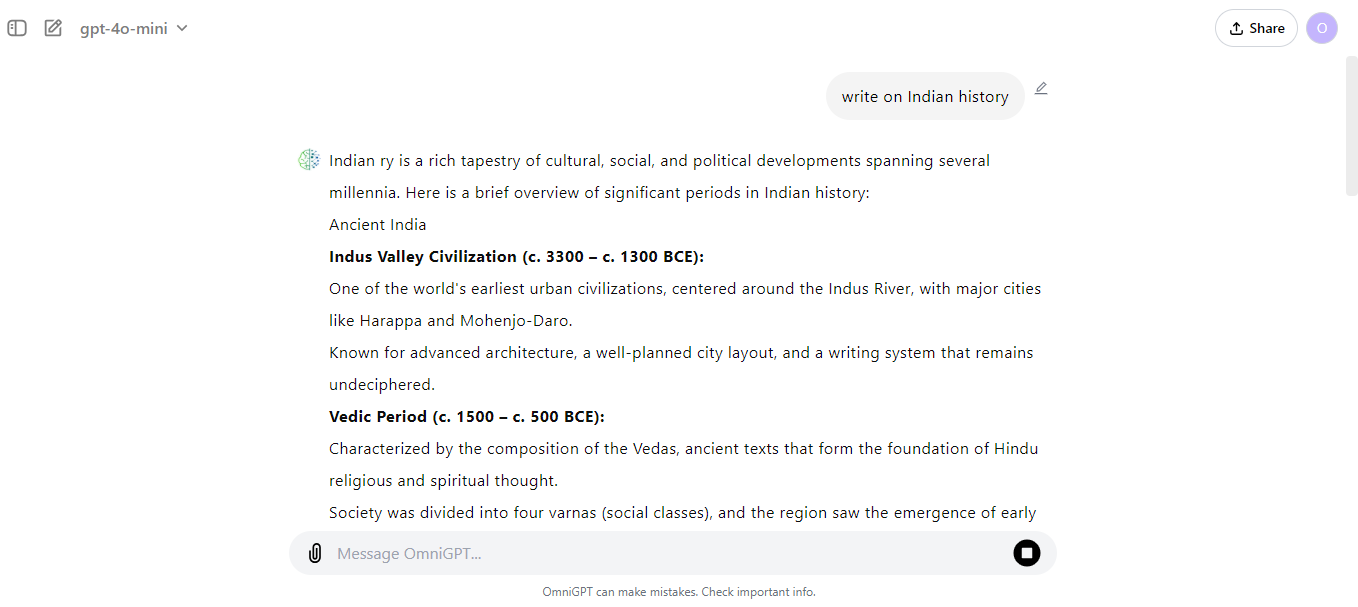 gpt-4o-mini
Share
O
write on Indian history
Indian ry is a rich tapestry of cultural, social, and political developments spanning several
millennia. Here is a brief overview of significant periods in Indian history:
Ancient India
Indus Valley Civilization (c. 3300 – c. 1300 BCE):
One of the world's earliest urban civilizations, centered around the Indus River, with major cities
like Harappa and Mohenjo-Daro.
Known for advanced architecture, a well-planned city layout, and a writing system that remains
undeciphered.
Vedic Period (c. 1500 – c. 500 BCE):
Characterized by the composition of the Vedas, ancient texts that form the foundation of Hindu
religious and spiritual thought.
Society was divided into four varnas (social classes), and the region saw the emergence of early
Message OmniGPT...
OmniGPT can make mistakes. Check important info.